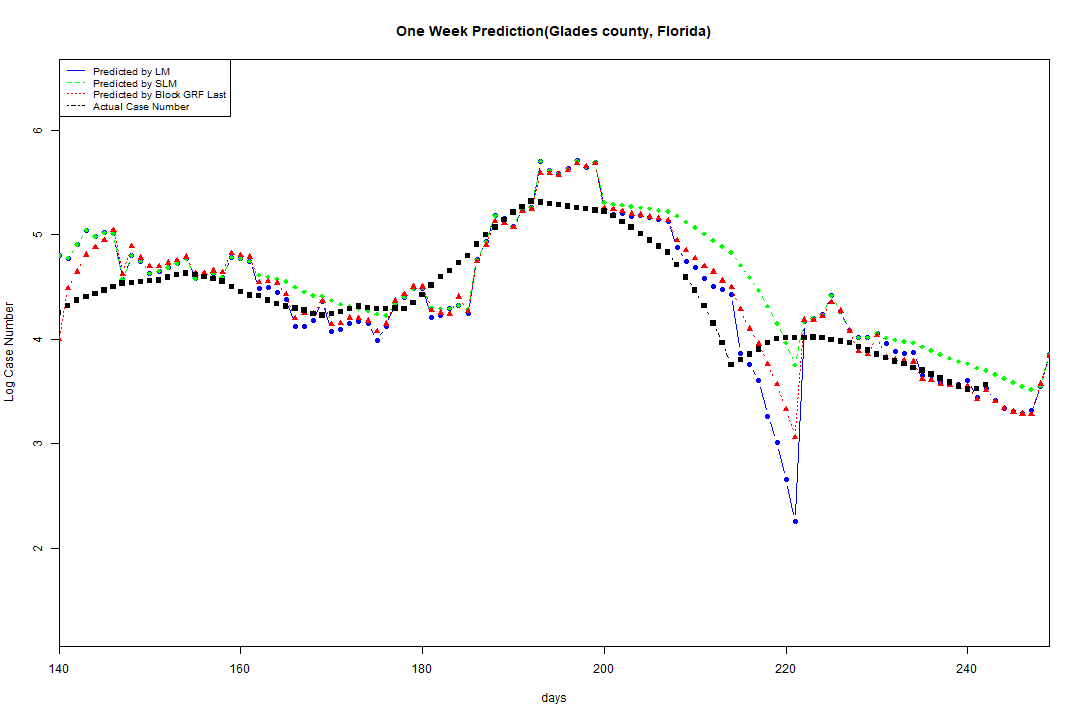 One Week Prediction(Glades county, Florida)
Predicted by LM
Predicted by SLM
Predicted by Block GRF Last
Actual Case Number
6
5
4
3
2
Log Case Number
140 160 180 200 220 240
days